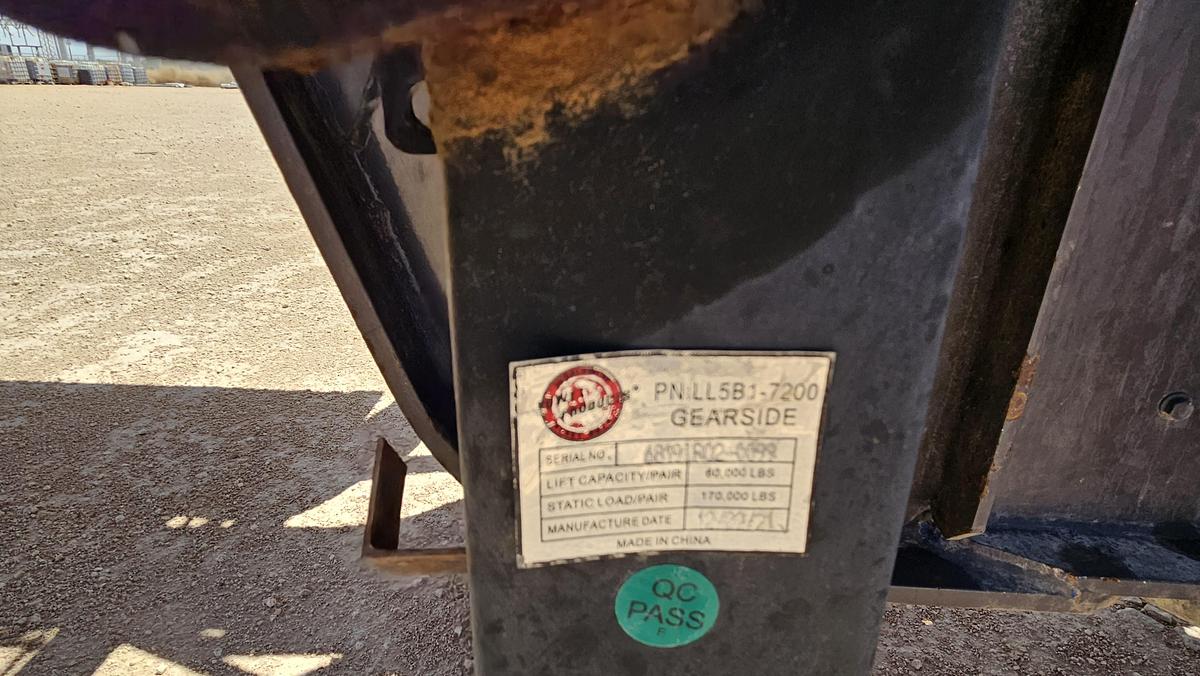 PN:LL5B1-7200
GEARSIDE
PRODUCTS
SERIAL NO.
LIFT CAPACITY/PAIR 60,000 LBS
STATIC LOAD/PAIR 170,000 LBS
MANUFACTURE DATE
MADE IN CHINA
QC
PASS
F